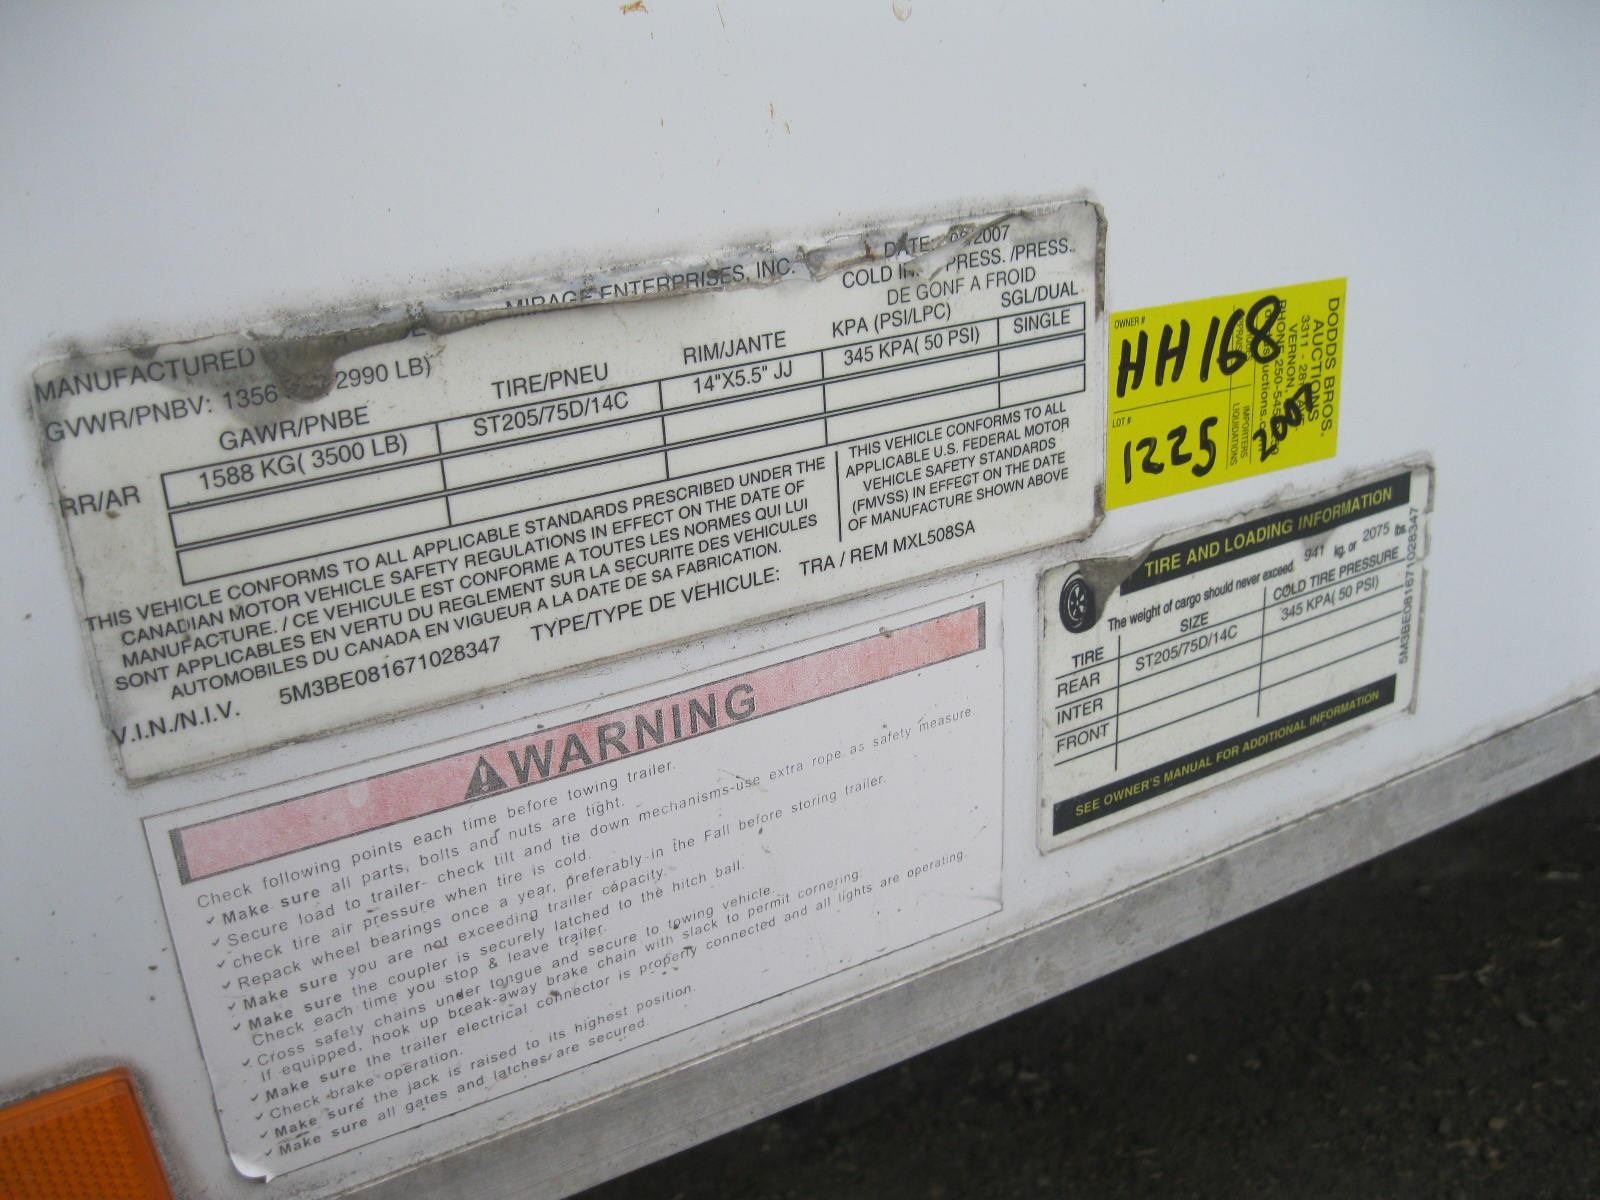 MANUFACTURED MIRAGE ENTERPRISES, INC. DATE: 2007
GVWR/PNBV: 1356 2990 LB)
COLD PRESS. /PRESS.
DE GONF A FROID
GAWR/PNBE TIRE/PNEU RIM/JANTE KPA (PSI/LPC) SGL/DUAL
RR/AR 1588 KG( 3500 LB) ST205/75D/14C 14"X5.5" JJ 345 KPA( 50 PSI) SINGLE
THIS VEHICLE CONFORMS TO ALL APPLICABLE STANDARDS PRESCRIBED UNDER THE
CANADIAN MOTOR VEHICLE SAFETY REGULATIONS IN EFFECT ON THE DATE OF
MANUFACTURE. / CE VEHICULE EST CONFORME A TOUTES LES NORMES QUI LUI
SONT APPLICABLES EN VERTU DU REGLEMENT SUR LA SECURITE DES VEHICULES
AUTOMOBILES DU CANADA EN VIGUEUR A LA DATE DE SA FABRICATION.
THIS VEHICLE CONFORMS TO ALL
APPLICABLE U.S. FEDERAL MOTOR
VEHICLE SAFETY STANDARDS
(FMVSS) IN EFFECT ON THE DATE
OF MANUFACTURE SHOWN ABOVE
V.I.N./N.I.V. 5M3BE081671028347 TYPE/TYPE DE VEHICULE: TRA / REM MXL508SA
OWNER #
HH168
LOT #
1225
DODDS BROS.
AUCTIONS
VERNON,
IMPORTERS
LIQUIDATIONS
TIRE AND LOADING INFORMATION
The weight of cargo should never exceed 941 kg. or 2075
TIRE SIZE COLD TIRE PRESSURE
REAR ST205/75D/14C 345 KPA( 50 PSI)
INTER
FRONT
SEE OWNER'S MANUAL FOR ADDITIONAL INFORMATION
5M3BE081671028347
WARNING
Check following points each time before towing trailer.
✓ Make sure all parts, bolts and nuts are tight.
✓ Secure load to trailer- check tilt and tie down mechanisms-use extra rope as safety measure.
✓ check tire air pressure when tire is cold.
✓ Repack wheel bearings once a year, preferably in the Fall before storing trailer.
✓ Make sure you are not exceeding trailer capacity.
✓ Make sure the coupler is securely latched to the hitch ball.
Check each time you stop & leave trailer.
✓ Cross safety chains under tongue and secure to towing vehicle.
If equipped, hook up break-away brake chain with slack to permit cornering.
✓ Make sure the trailer electrical connector is properly connected and all lights are operating.
✓ Check brake operation.
✓ Make sure the jack is raised to its highest position.
✓ Make sure all gates and latches are secured.